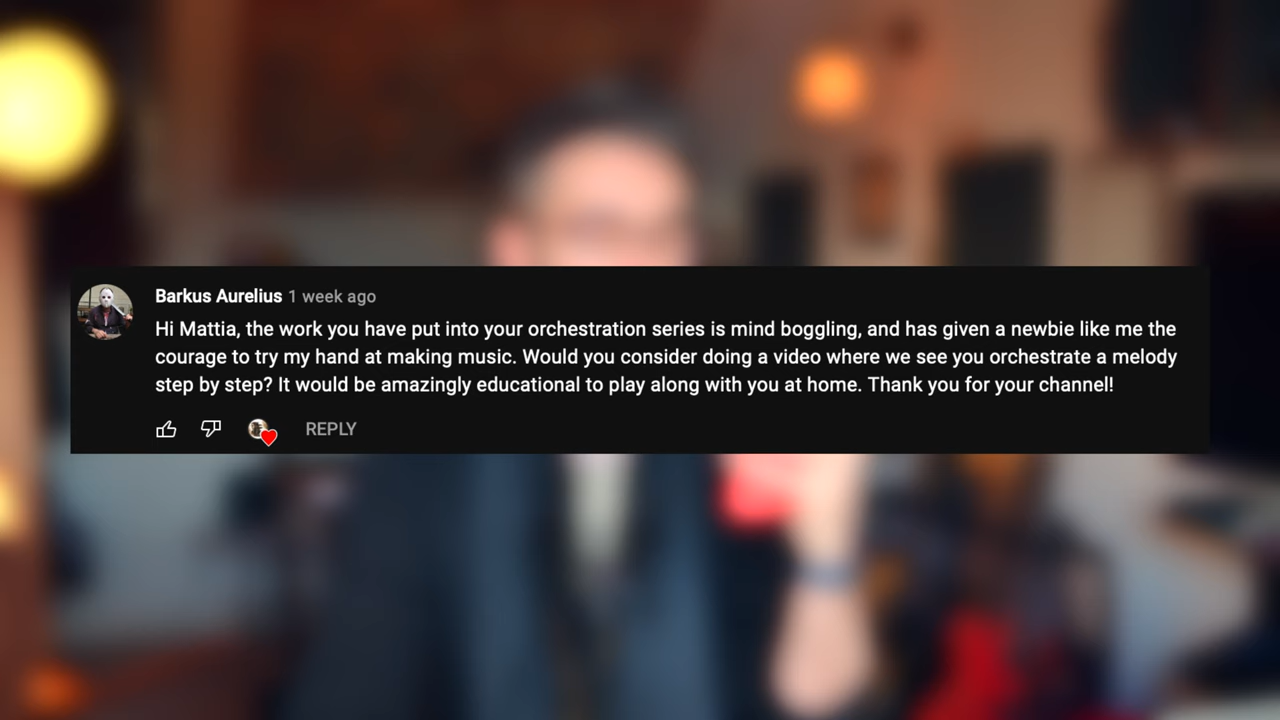 Barkus Aurelius 1 week ago
Hi Mattia, the work you have put into your orchestration series is mind boggling, and has given a newbie like me the
courage to try my hand at making music. Would you consider doing a video where we see you orchestrate a melody
step by step? It would be amazingly educational to play along with you at home. Thank you for your channel!
REPLY